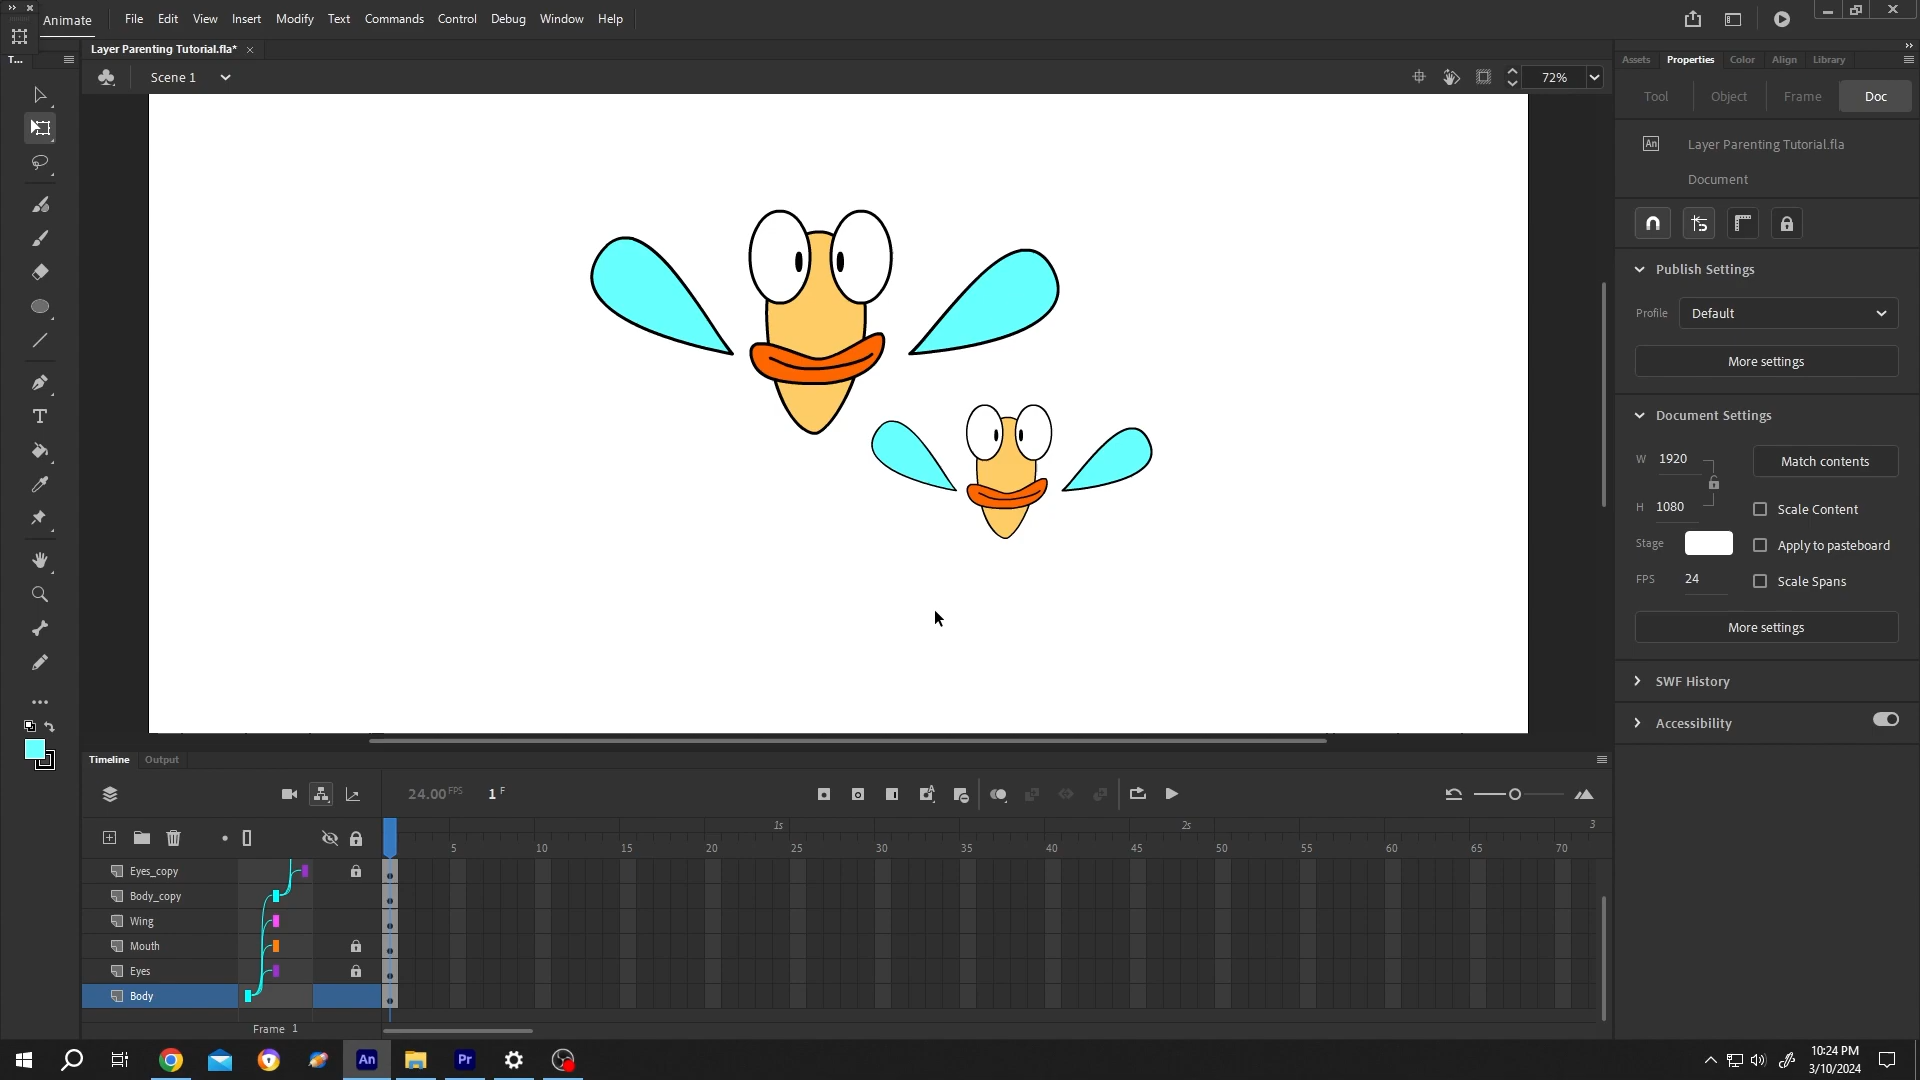 Animate
File Edit View Insert Modify Text Commands Control Debug Window Help
Layer Parenting Tutorial.fla*
T...
Scene 1
72%
Assets Properties Color Align Library
Tool Object Frame Doc
An
Layer Parenting Tutorial.fla
Document
Publish Settings
Profile Default
More settings
Document Settings
W 1920
Match contents
H 1080
Scale Content
Stage
Apply to pasteboard
FPS 24
Scale Spans
More settings
SWF History
Accessibility
Timeline Output
24.00 FPS 1 F
1s 2s 3
5 10 15 20 25 30 35 40 45 50 55 60 65 70
Eyes_copy
Body_copy
Wing
Mouth
Eyes
Body
Frame 1
An
Pr
10:24 PM
3/10/2024